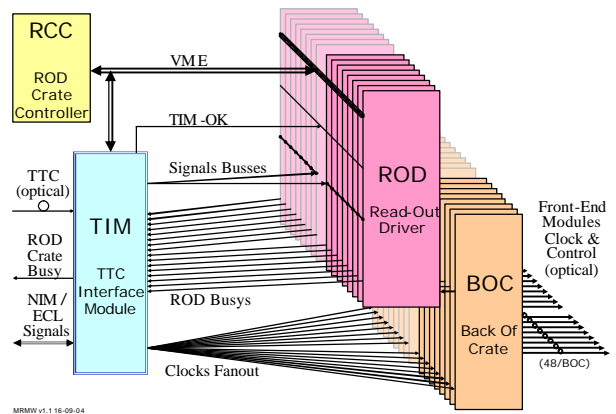 RCC
ROD
Crate
Controller
VME
TIM -OK
TTC
(optical)
Signals Busses
ROD
Read-Out
Driver
TIM
TTC
Interface
Module
ROD
Crate
Busy
NIM /
ECL
Signals
ROD Busys
Clocks Fanout
BOC
Back Of
Crate
Front-End
Modules
Clock &
Control
(optical)
(48/BOC)
MRMW v1.1 16-09-04